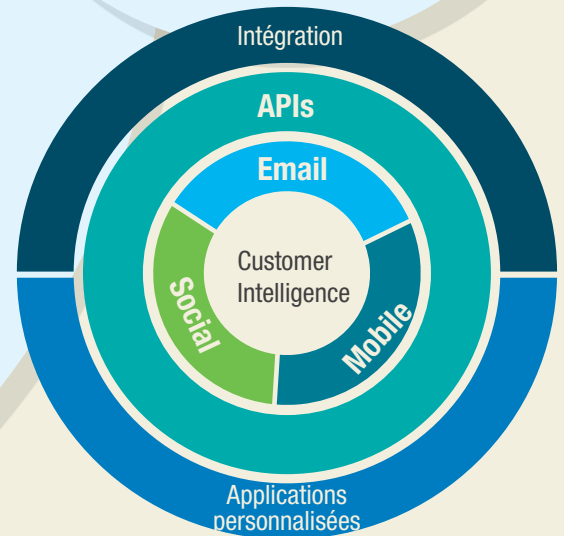 Intégration
APIs
Email
Customer
Intelligence
Social
Mobile
Applications
personnalisées